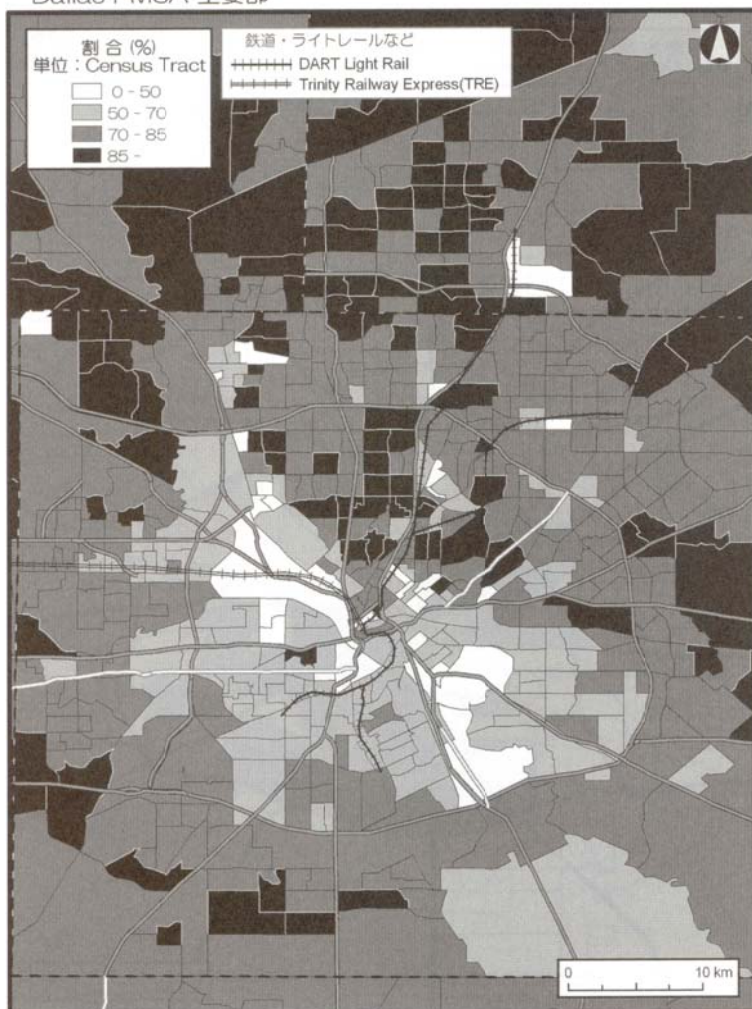 Dallas PMSA 主要部
割合 (%)
単位：Census Tract
0 - 50
50 - 70
70 - 85
85 -
鉄道・ライトレールなど
DART Light Rail
Trinity Railway Express(TRE)
0 10 km